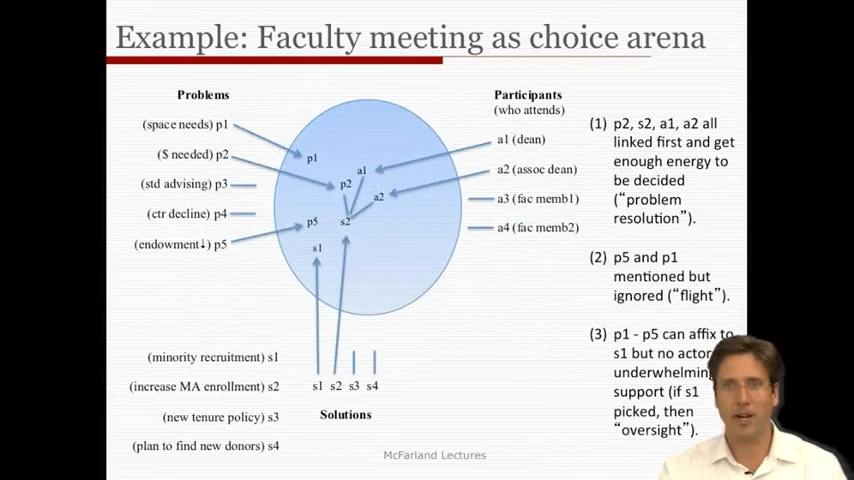 Example: Faculty meeting as choice arena
Problems
(space needs) p1
($ needed) p2
(std advising) p3
(ctr decline) p4
(endowment↓) p5
p1
a1
p2
a2
p5
s2
s1
Participants
(who attends)
a1 (dean)
a2 (assoc dean)
a3 (fac memb1)
a4 (fac memb2)
(1) p2, s2, a1, a2 all
linked first and get
enough energy to
be decided
(“problem
resolution”).
(2) p5 and p1
mentioned but
ignored (“flight”).
(3) p1 - p5 can affix to
s1 but no actor
underwhelming
support (if s1
picked, then
“oversight”).
(minority recruitment) s1
(increase MA enrollment) s2
(new tenure policy) s3
(plan to find new donors) s4
s1 s2 s3 s4
Solutions
McFarland Lectures